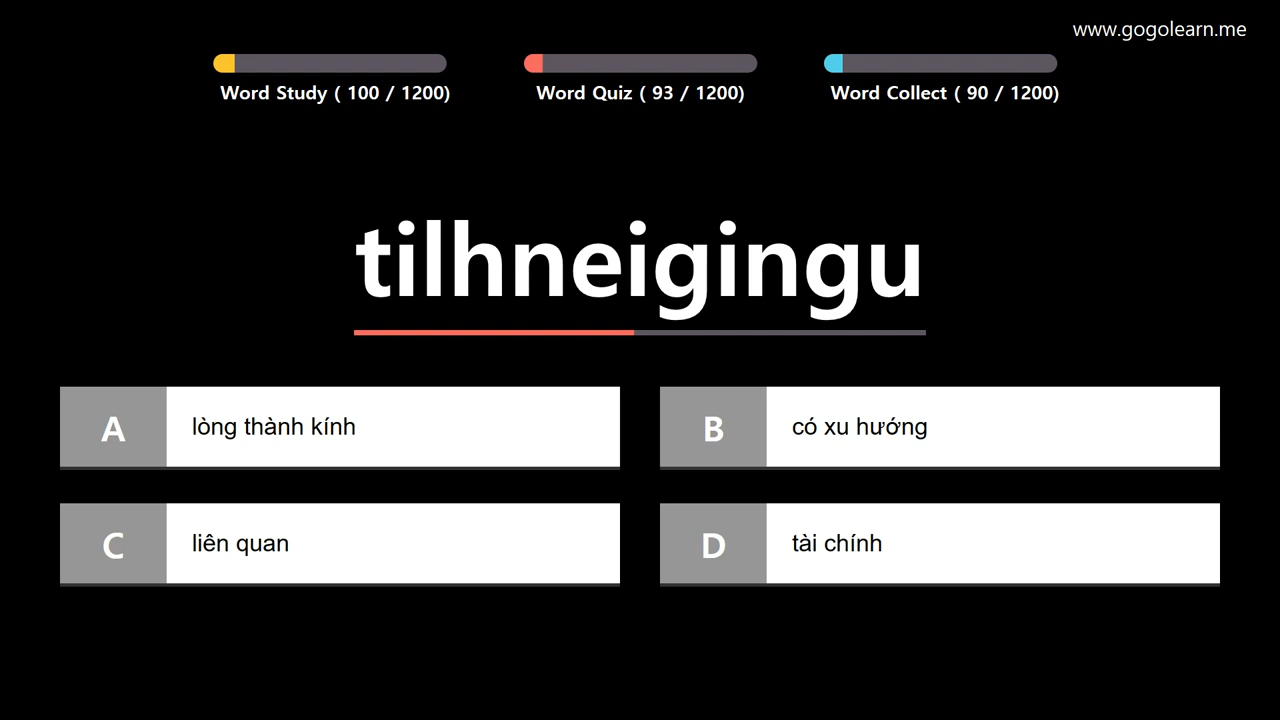 www.gogolearn.me
Word Study ( 100 / 1200)
Word Quiz ( 93 / 1200)
Word Collect ( 90 / 1200)
tilhneigingu
A
lòng thành kính
B
có xu hướng
C
liên quan
D
tài chính